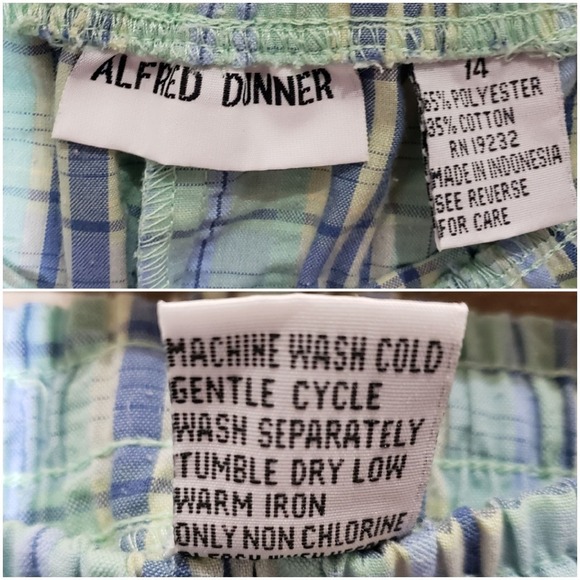 ALFRED DUNNER
14
65% POLYESTER
35% COTTON
RN 19232
MADE IN INDONESIA
SEE REVERSE
FOR CARE
MACHINE WASH COLD
GENTLE CYCLE
WASH SEPARATELY
TUMBLE DRY LOW
WARM IRON
ONLY NON CHLORINE